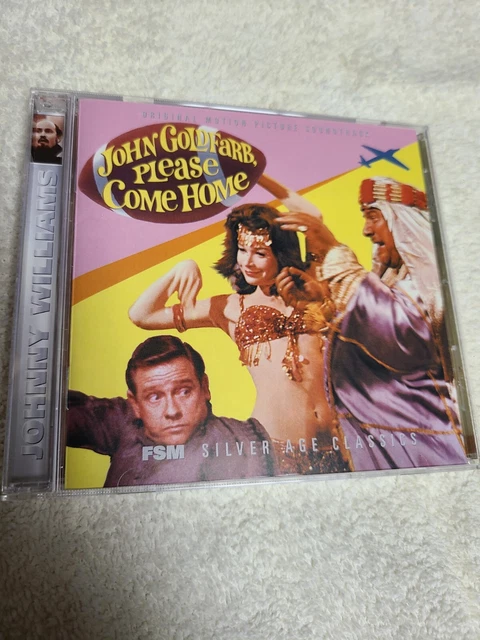 ORIGINAL MOTION PICTURE SOUNDTRACK
JOHN GOLDFARB,
PLEASE
COME HOME
JOHNNY WILLIAMS
FSM SILVER AGE CLASSICS